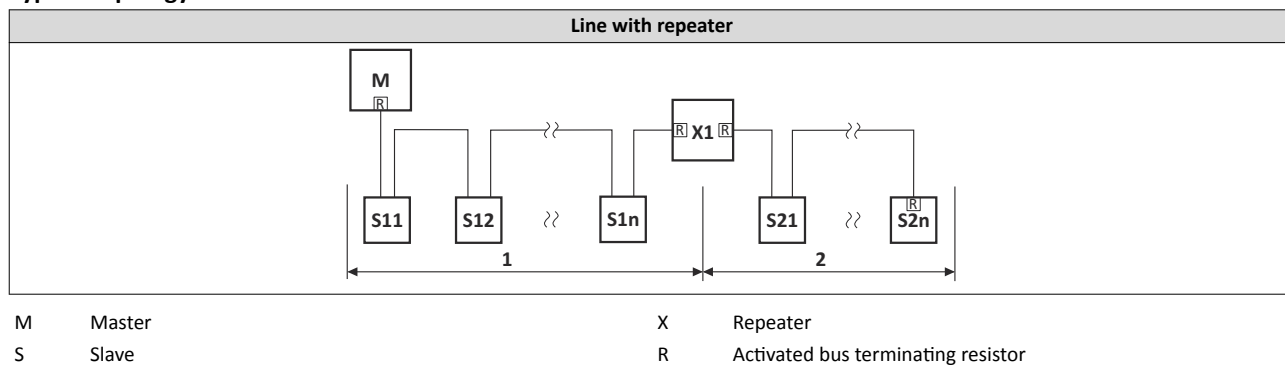 Line with repeater
M
R
R X1 R
R
S11 S12 S1n S21 S2n
1 2
M Master X Repeater
S Slave R Activated bus terminating resistor